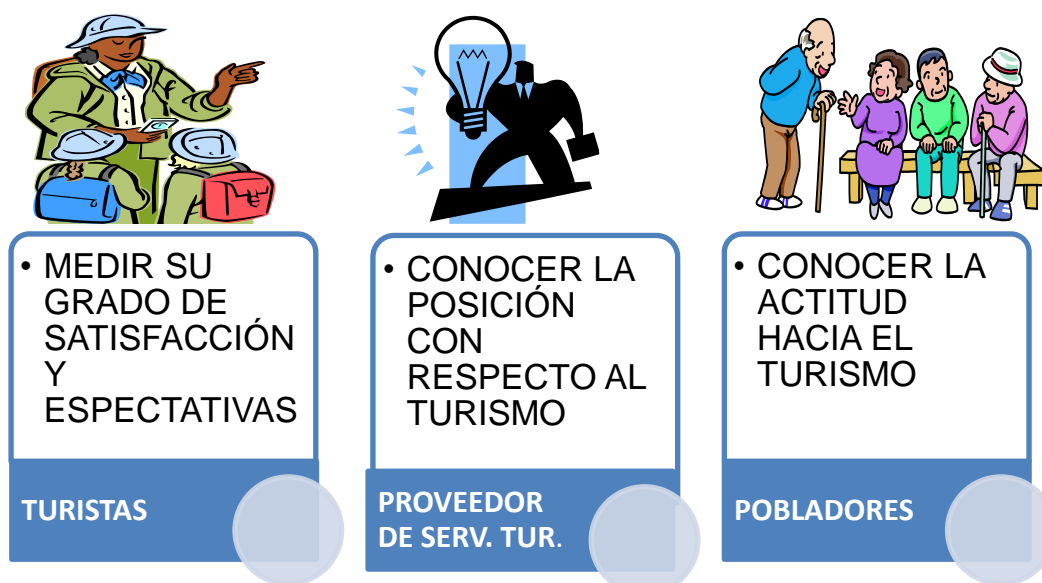 • MEDIR SU
GRADO DE
SATISFACCIÓN
Y
ESPECTATIVAS
TURISTAS
• CONOCER LA
POSICIÓN
CON
RESPECTO AL
TURISMO
PROVEEDOR
DE SERV. TUR.
• CONOCER LA
ACTITUD
HACIA EL
TURISMO
POBLADORES